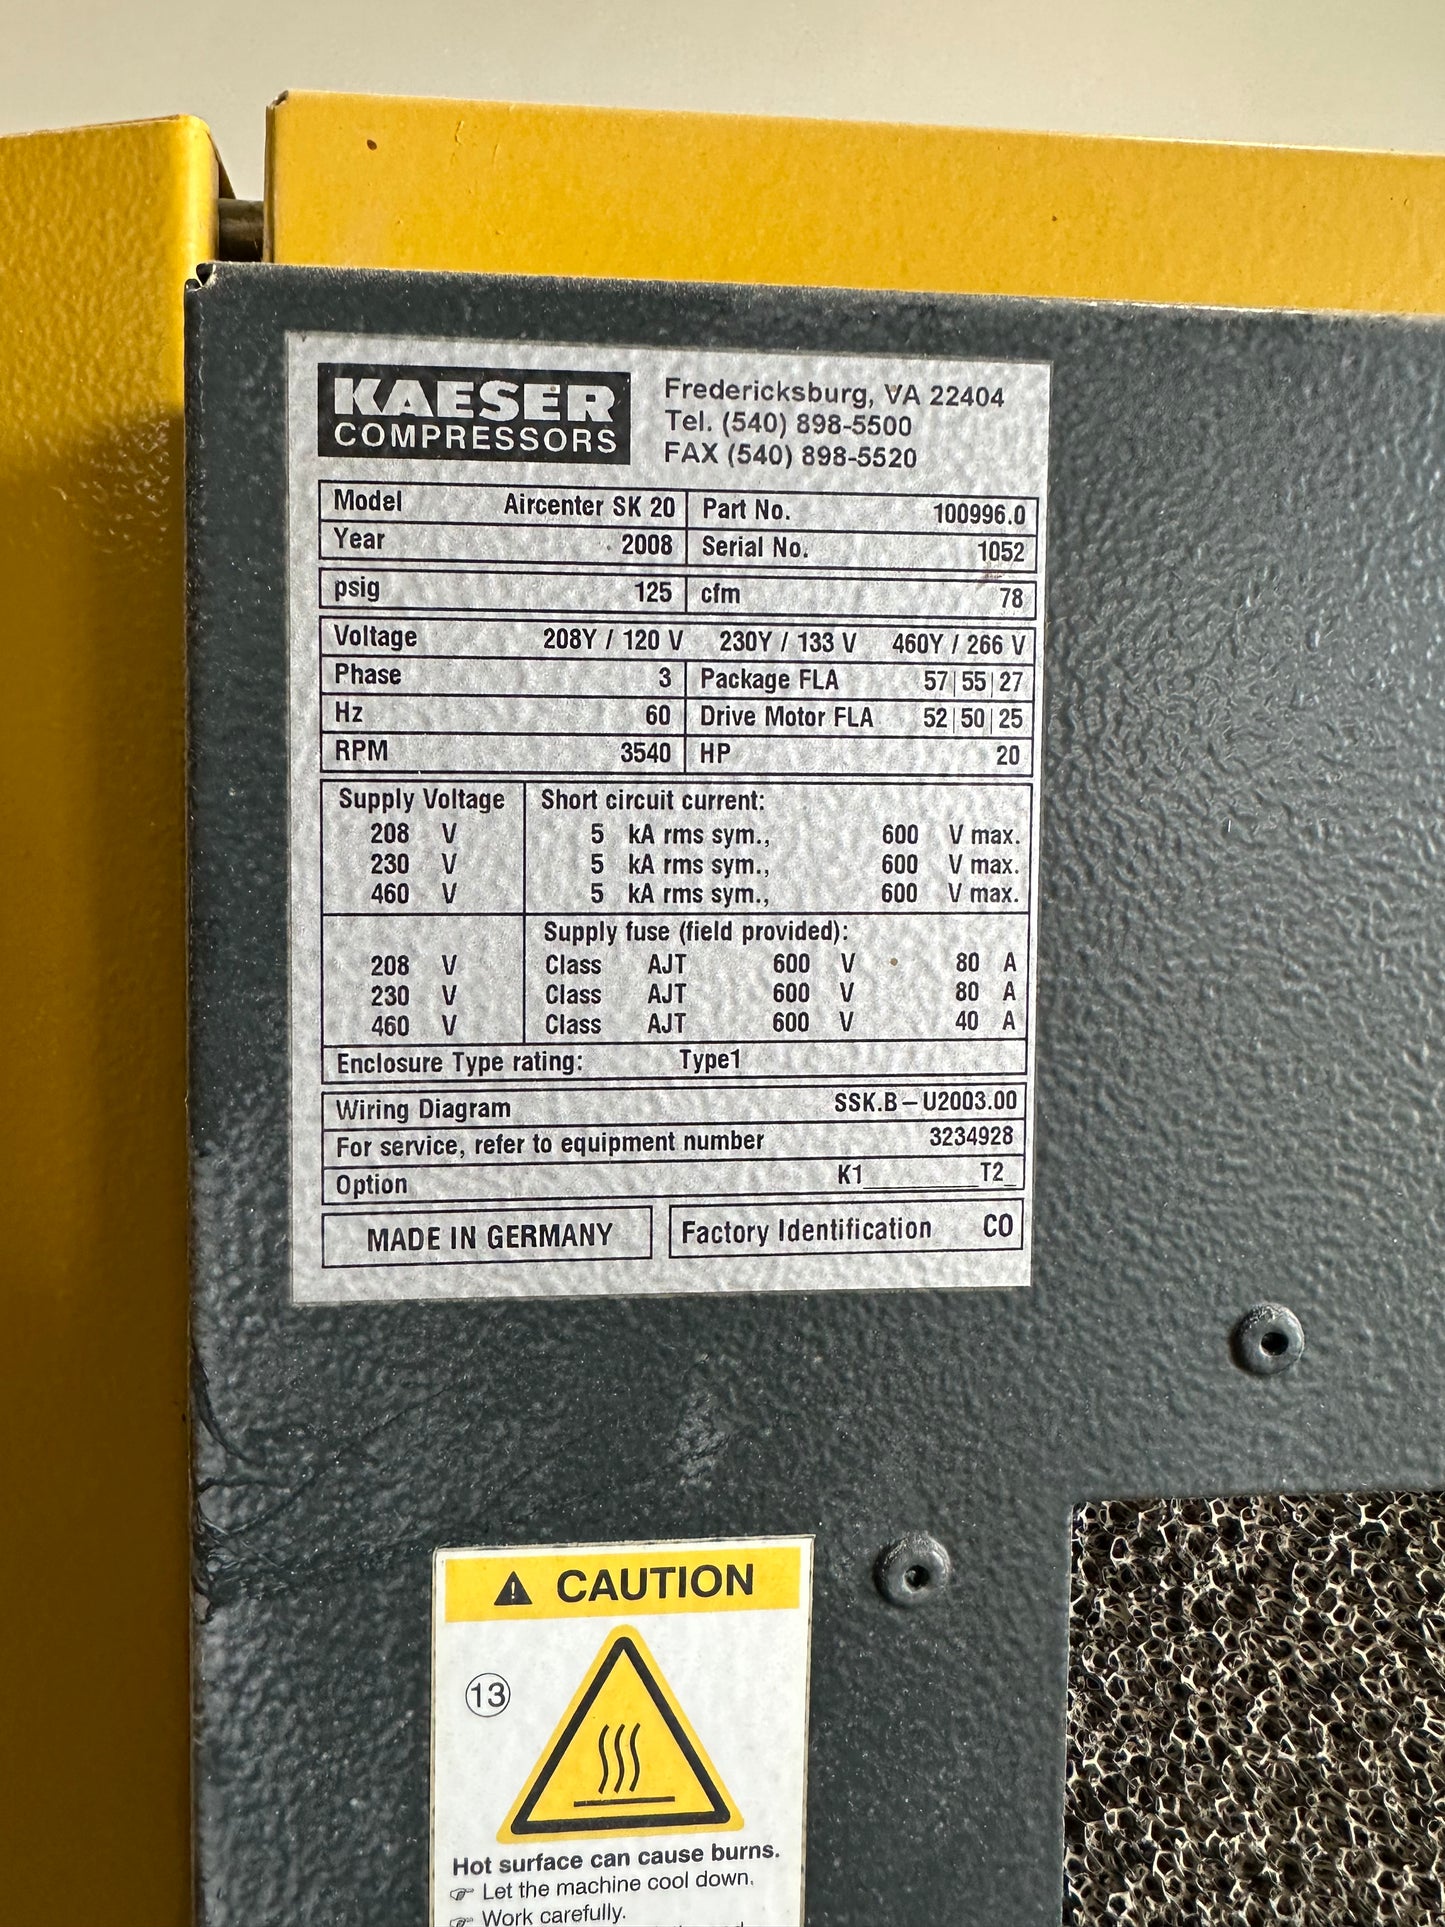 KAESER
COMPRESSORS
Fredericksburg, VA 22404
Tel. (540) 898-5500
FAX (540) 898-5520
Model Aircenter SK 20 Part No. 100996.0
Year 2008 Serial No. 1052
psig 125 cfm 78
Voltage 208Y / 120 V 230Y / 133 V 460Y / 266 V
Phase 3 Package FLA 57|55|27
Hz 60 Drive Motor FLA 52|50|25
RPM 3540 HP 20
Supply Voltage Short circuit current:
208 V 5 kA rms sym., 600 V max.
230 V 5 kA rms sym., 600 V max.
460 V 5 kA rms sym., 600 V max.
Supply fuse (field provided):
208 V Class AJT 600 V 80 A
230 V Class AJT 600 V 80 A
460 V Class AJT 600 V 40 A
Enclosure Type rating: Type1
Wiring Diagram SSK.B–U2003.00
For service, refer to equipment number 3234928
Option K1_________T2_
MADE IN GERMANY Factory Identification CO
CAUTION
13
Hot surface can cause burns.
Let the machine cool down.
Work carefully.